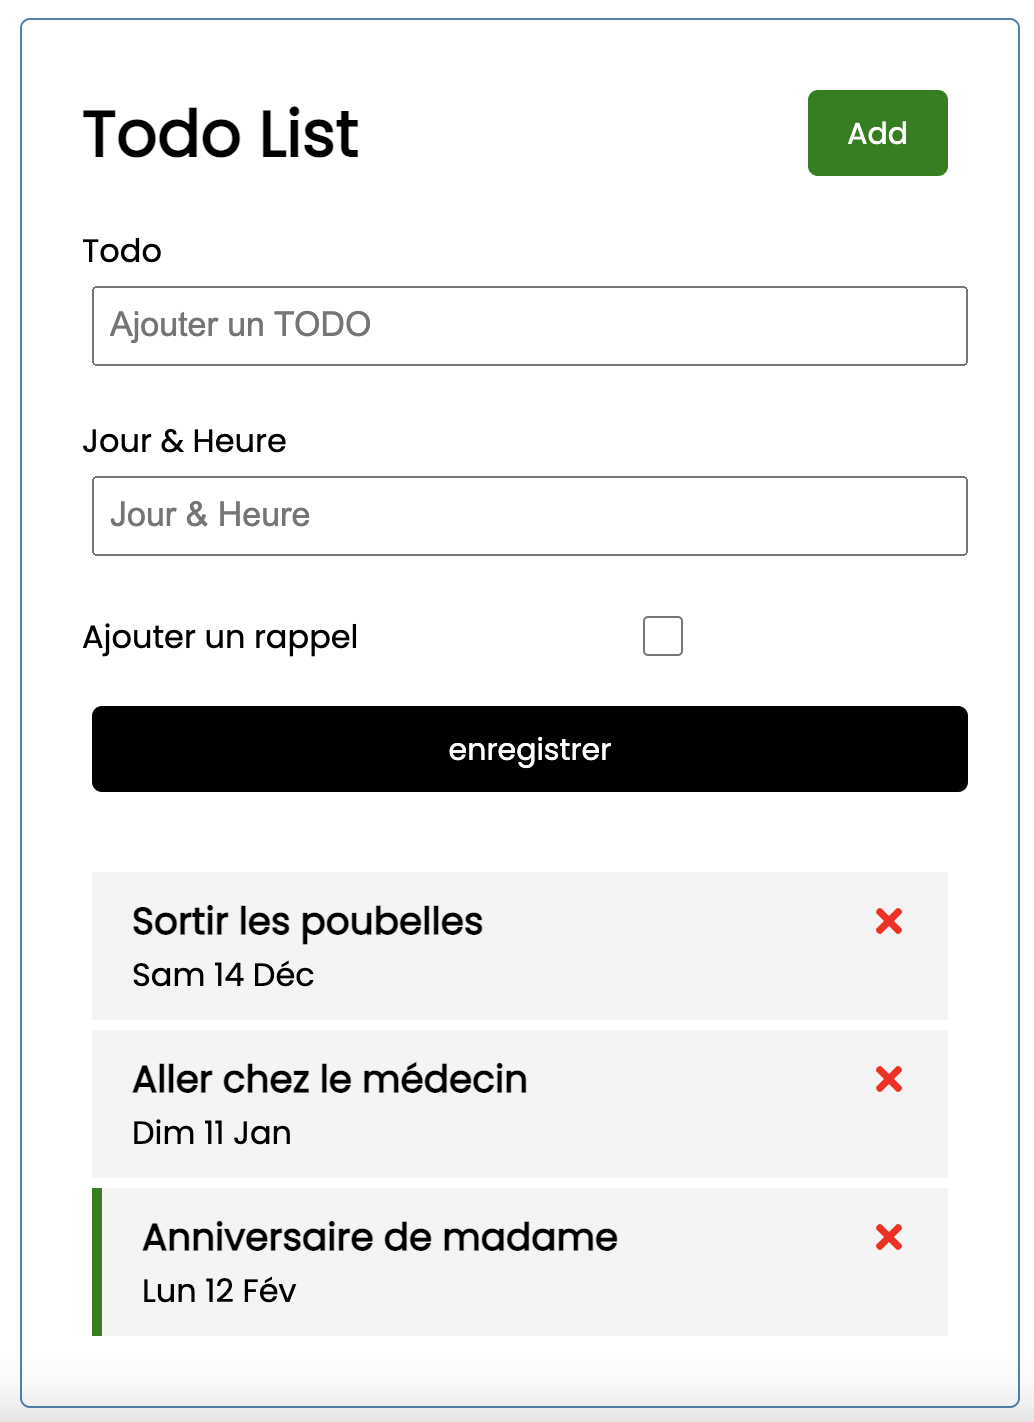 Todo List
Add
Todo
Ajouter un TODO
Jour & Heure
Jour & Heure
Ajouter un rappel
enregistrer
Sortir les poubelles
Sam 14 Déc
Aller chez le médecin
Dim 11 Jan
Anniversaire de madame
Lun 12 Fév